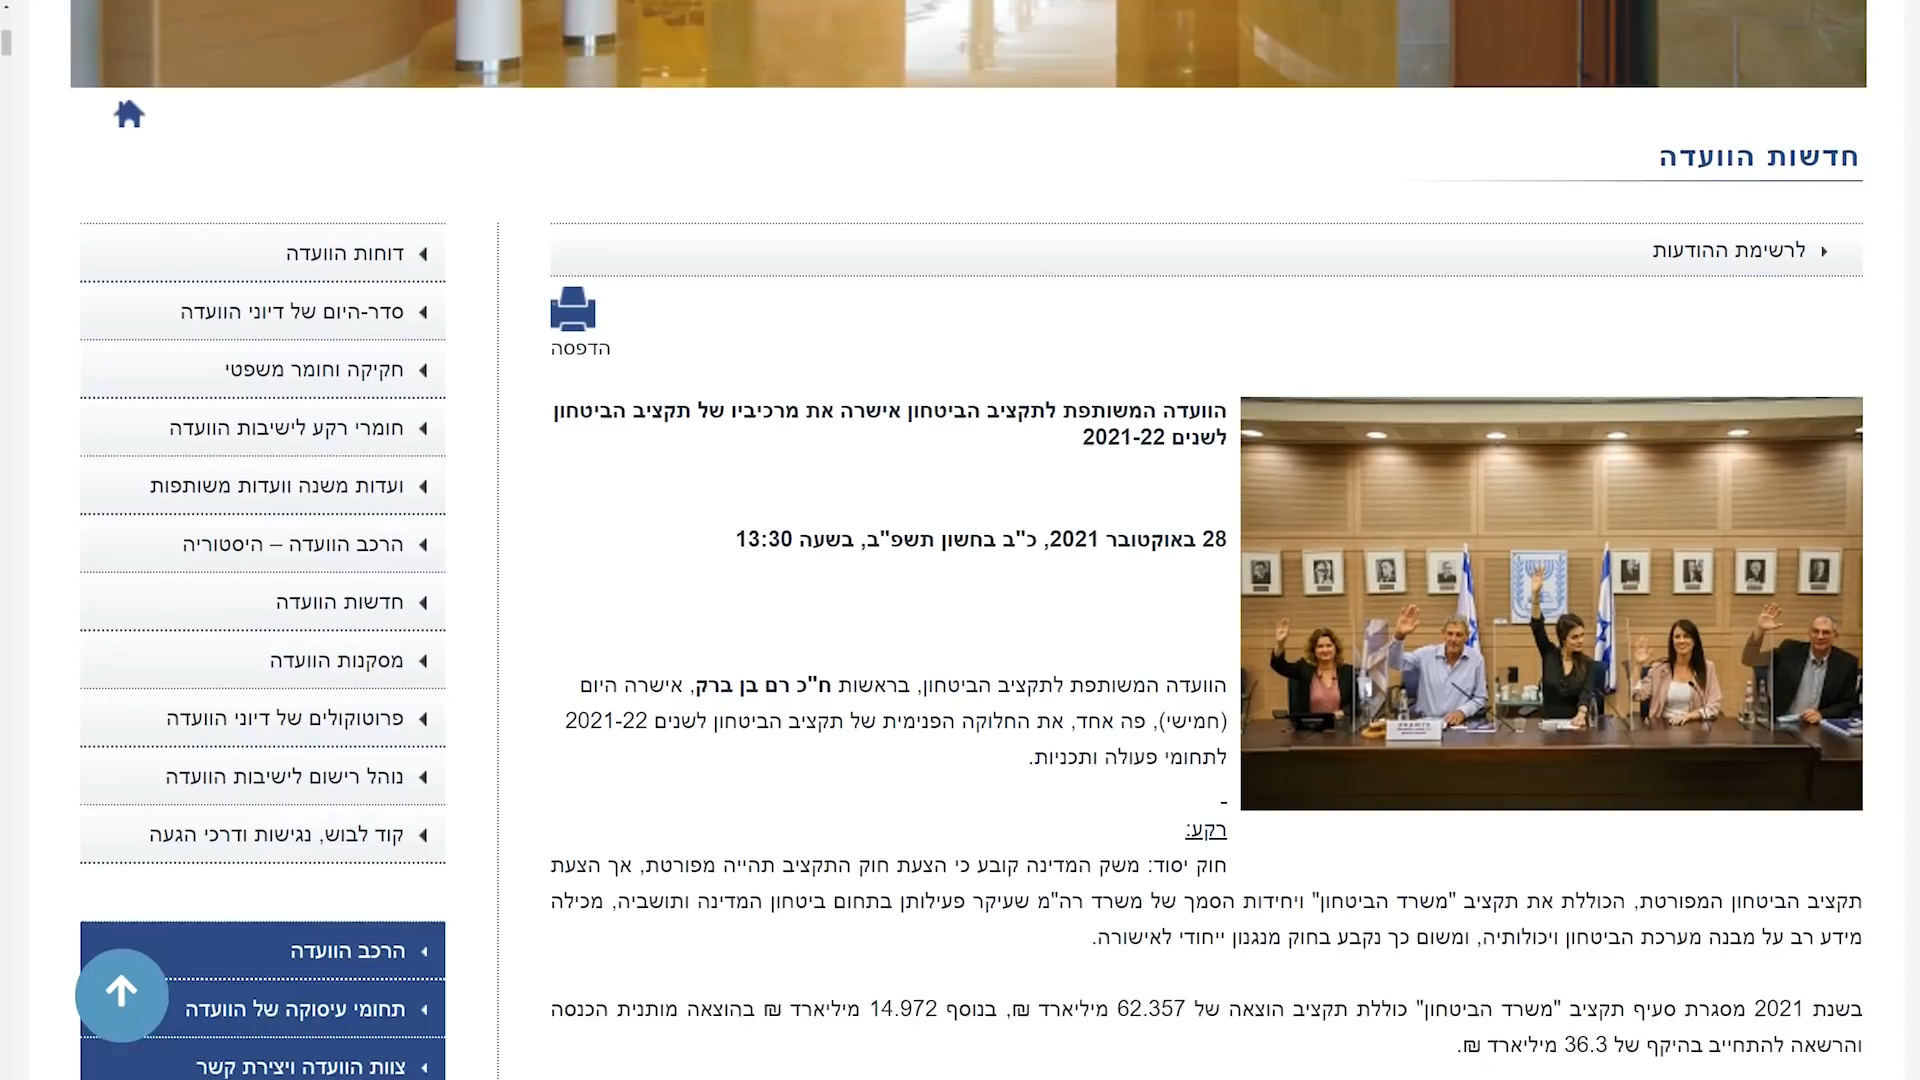 חדשות הוועדה
לרשימת ההודעות
הדפסה
הוועדה המשותפת לתקציב הביטחון אישרה את מרכיביו של תקציב הביטחון
לשנים 2021-22
28 באוקטובר 2021, כ"ב בחשון תשפ"ב, בשעה 13:30
הוועדה המשותפת לתקציב הביטחון, בראשות ח"כ רם בן ברק, אישרה היום
(חמישי), פה אחד, את החלוקה הפנימית של תקציב הביטחון לשנים 2021-22
לתחומי פעולה ותכניות.
-
רקע:
חוק יסוד: משק המדינה קובע כי הצעת חוק התקציב תהייה מפורטת, אך הצעת
תקציב הביטחון המפורטת, הכוללת את תקציב "משרד הביטחון" ויחידות הסמך של משרד רה"מ שעיקר פעילותן בתחום ביטחון המדינה ותושביה, מכילה
מידע רב על מבנה מערכת הביטחון ויכולותיה, ומשום כך נקבע בחוק מנגנון ייחודי לאישורה.
בשנת 2021 מסגרת סעיף תקציב "משרד הביטחון" כוללת תקציב הוצאה של 62.357 מיליארד ₪, בנוסף 14.972 מיליארד ₪ בהוצאה מותנית הכנסה
והרשאה להתחייב בהיקף של 36.3 מיליארד ₪.
דוחות הוועדה
סדר-היום של דיוני הוועדה
חקיקה וחומר משפטי
חומרי רקע לישיבות הוועדה
ועדות משנה וועדות משותפות
הרכב הוועדה – היסטוריה
חדשות הוועדה
מסקנות הוועדה
פרוטוקולים של דיוני הוועדה
נוהל רישום לישיבות הוועדה
קוד לבוש, נגישות ודרכי הגעה
הרכב הוועדה
תחומי עיסוקה של הוועדה
צוות הוועדה ויצירת קשר